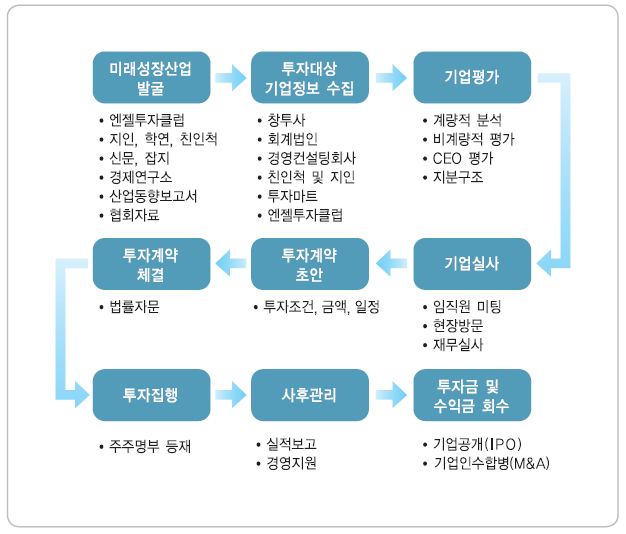 미래성장산업
발굴
• 엔젤투자클럽
• 지인, 학연, 친인척
• 신문, 잡지
• 경제연구소
• 산업동향보고서
• 협회자료
투자대상
기업정보 수집
• 창투사
• 회계법인
• 경영컨설팅회사
• 친인척 및 지인
• 투자마트
• 엔젤투자클럽
기업평가
• 계량적 분석
• 비계량적 평가
• CEO 평가
• 지분구조
기업실사
• 임직원 미팅
• 현장방문
• 재무실사
투자계약
초안
• 투자조건, 금액, 일정
투자계약
체결
• 법률자문
투자집행
• 주주명부 등재
사후관리
• 실적보고
• 경영지원
투자금 및
수익금 회수
• 기업공개(IPO)
• 기업인수합병(M&A)